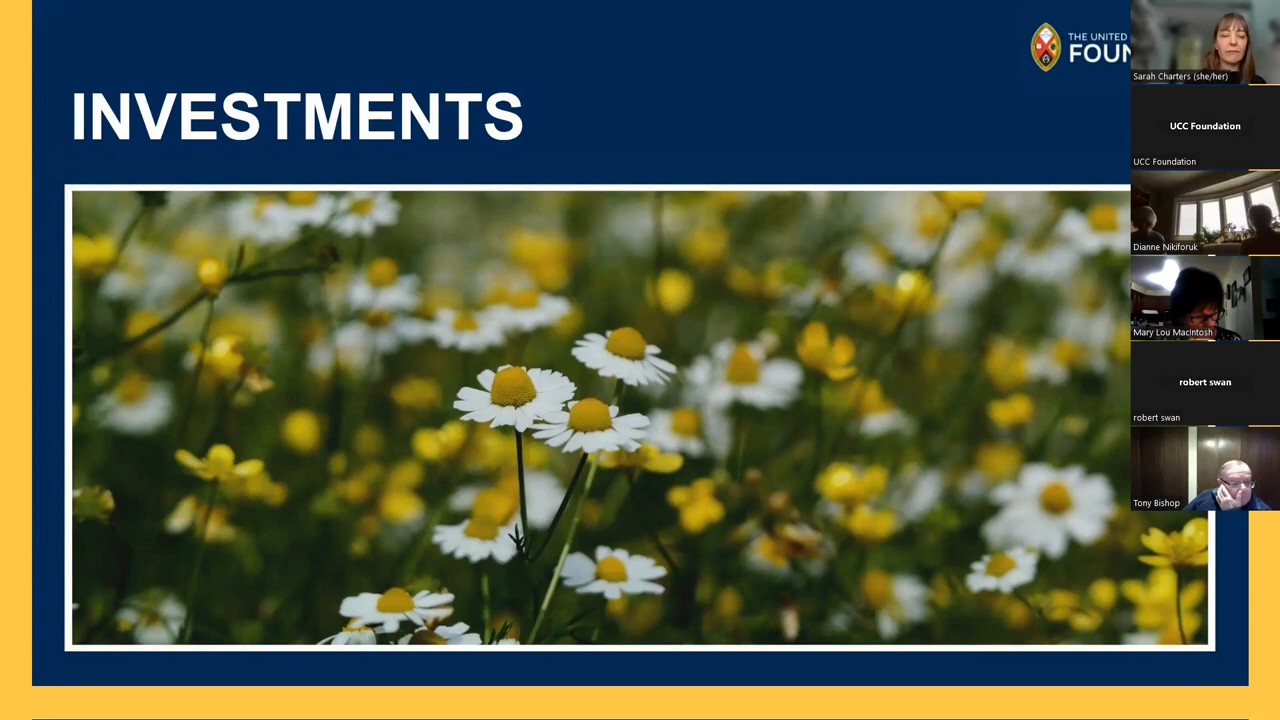 THE UNITED
FOUN
INVESTMENTS
Sarah Charters (she/her)
UCC Foundation
UCC Foundation
Dianne Nikiforuk
Mary Lou MacIntosh
robert swan
robert swan
Tony Bishop